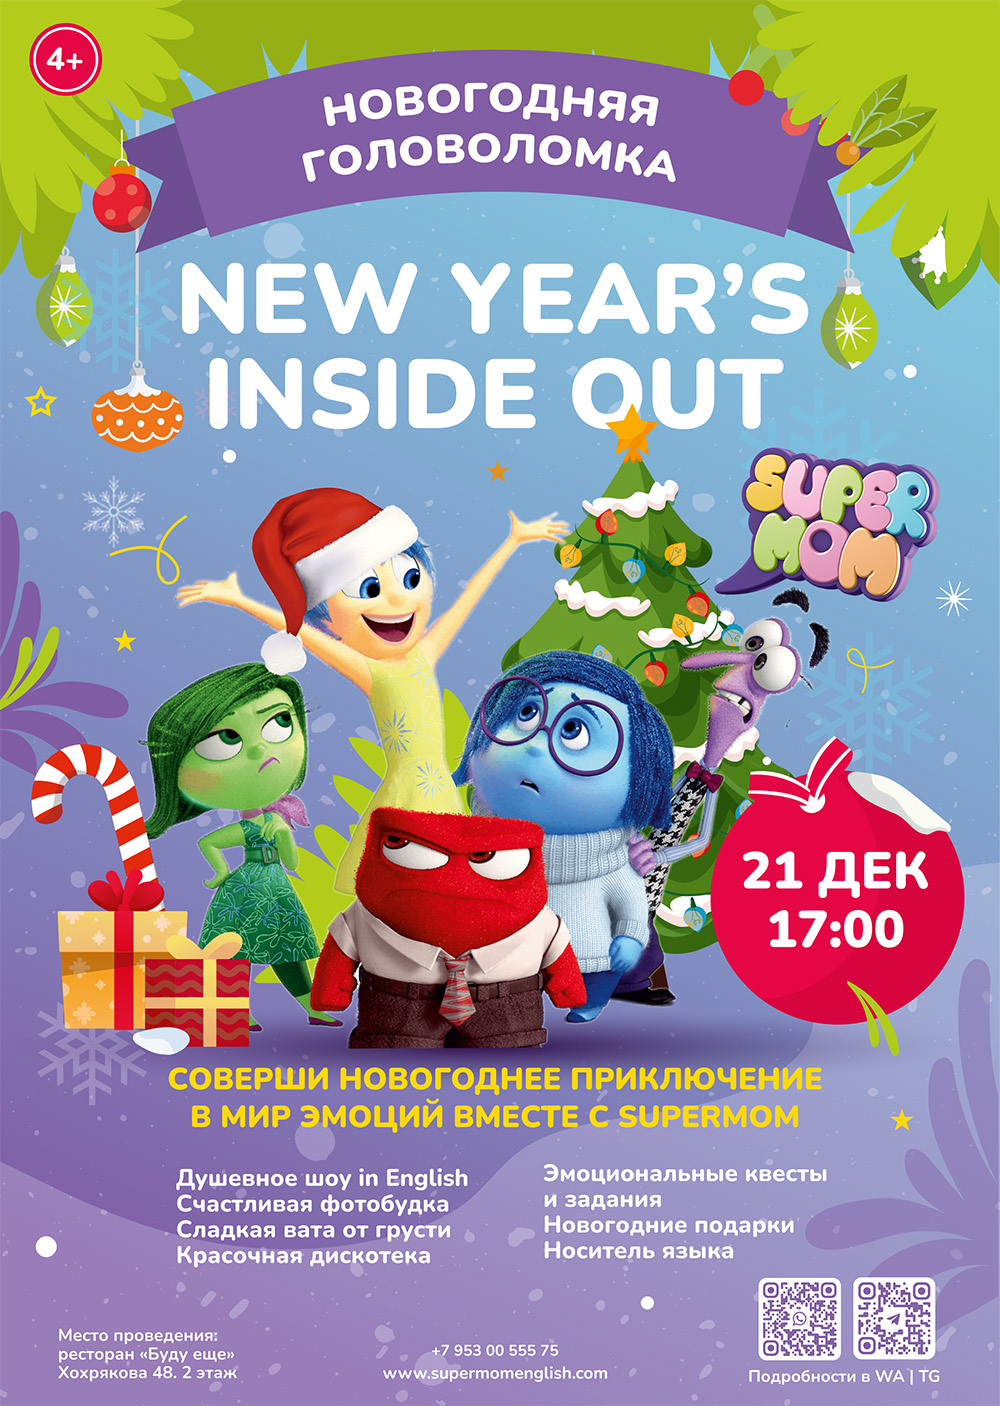 4+
НОВОГОДНЯЯ
ГОЛОВОЛОМКА
NEW YEAR’S
INSIDE OUT
SUPER
MOM
21 ДЕК
17:00
СОВЕРШИ НОВОГОДНЕЕ ПРИКЛЮЧЕНИЕ
В МИР ЭМОЦИЙ ВМЕСТЕ С SUPERMOM
Душевное шоу in English
Счастливая фотобудка
Сладкая вата от грусти
Красочная дискотека
Эмоциональные квесты
и задания
Новогодние подарки
Носитель языка
Место проведения:
ресторан «Буду еще»
Хохрякова 48. 2 этаж
+7 953 00 555 75
www.supermomenglish.com
Подробности в WA | TG